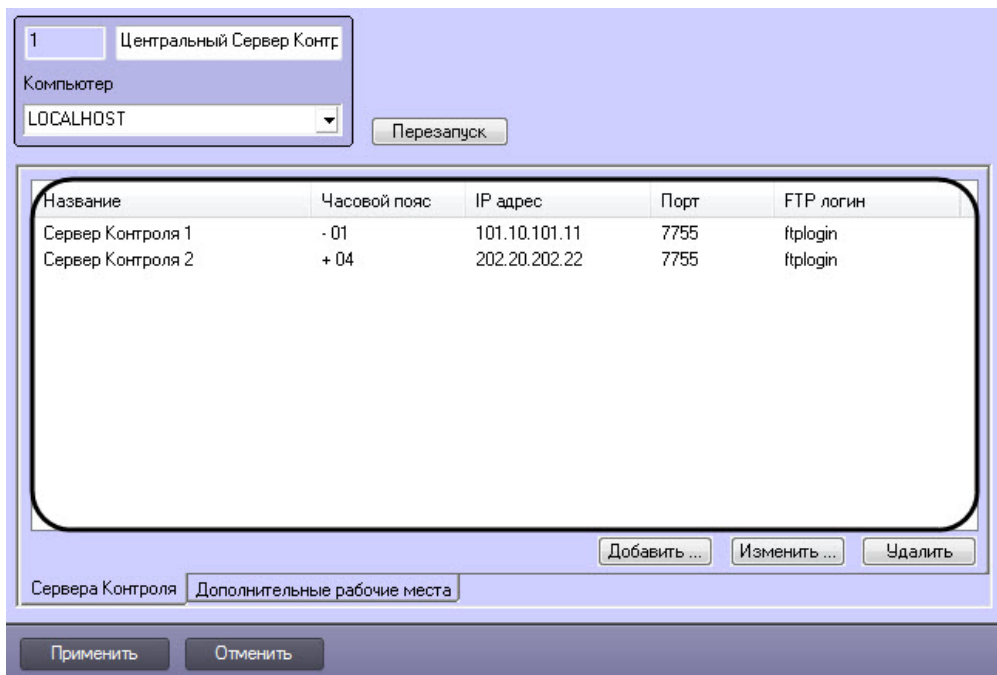 1 Центральный Сервер Контр
Компьютер
LOCALHOST
Перезапуск
Название Часовой пояс IP адрес Порт FTP логин
Сервер Контроля 1 - 01 101.10.101.11 7755 ftplogin
Сервер Контроля 2 + 04 202.20.202.22 7755 ftplogin
Добавить ... Изменить ... Удалить
Сервера Контроля Дополнительные рабочие места
Применить Отменить